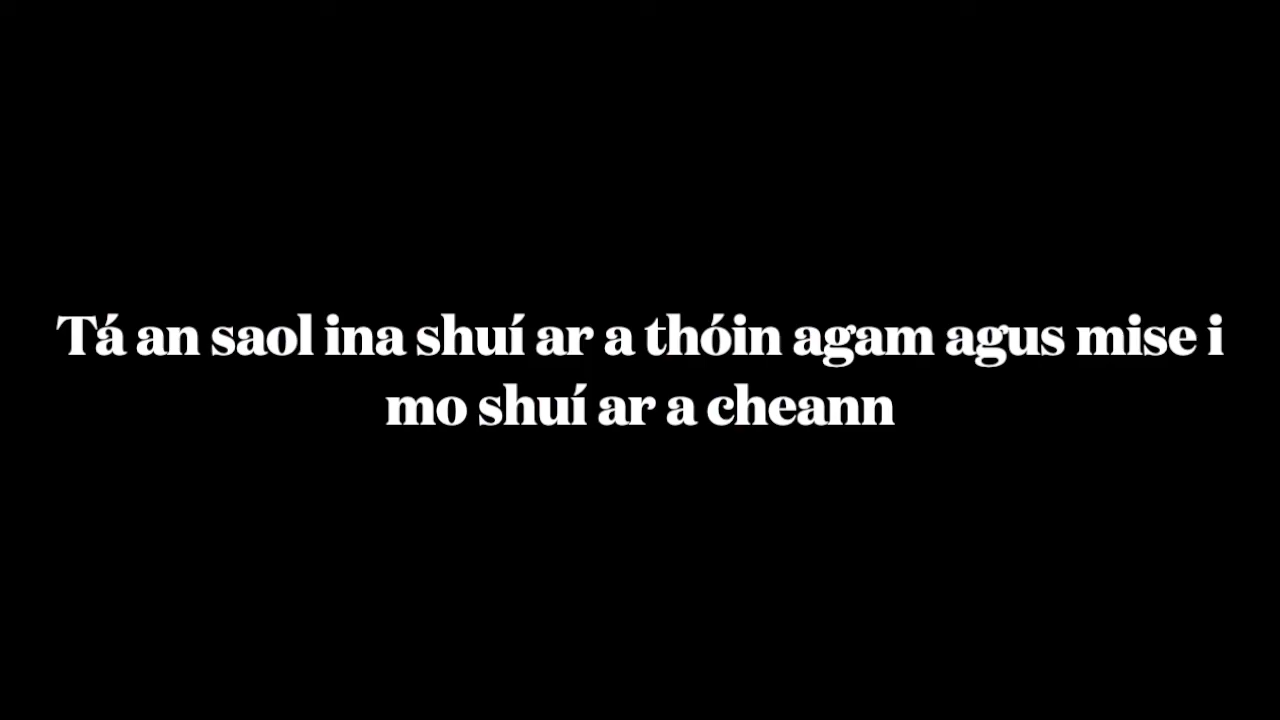 Tá an saol ina shuí ar a thóin agam agus mise i
mo shuí ar a cheann